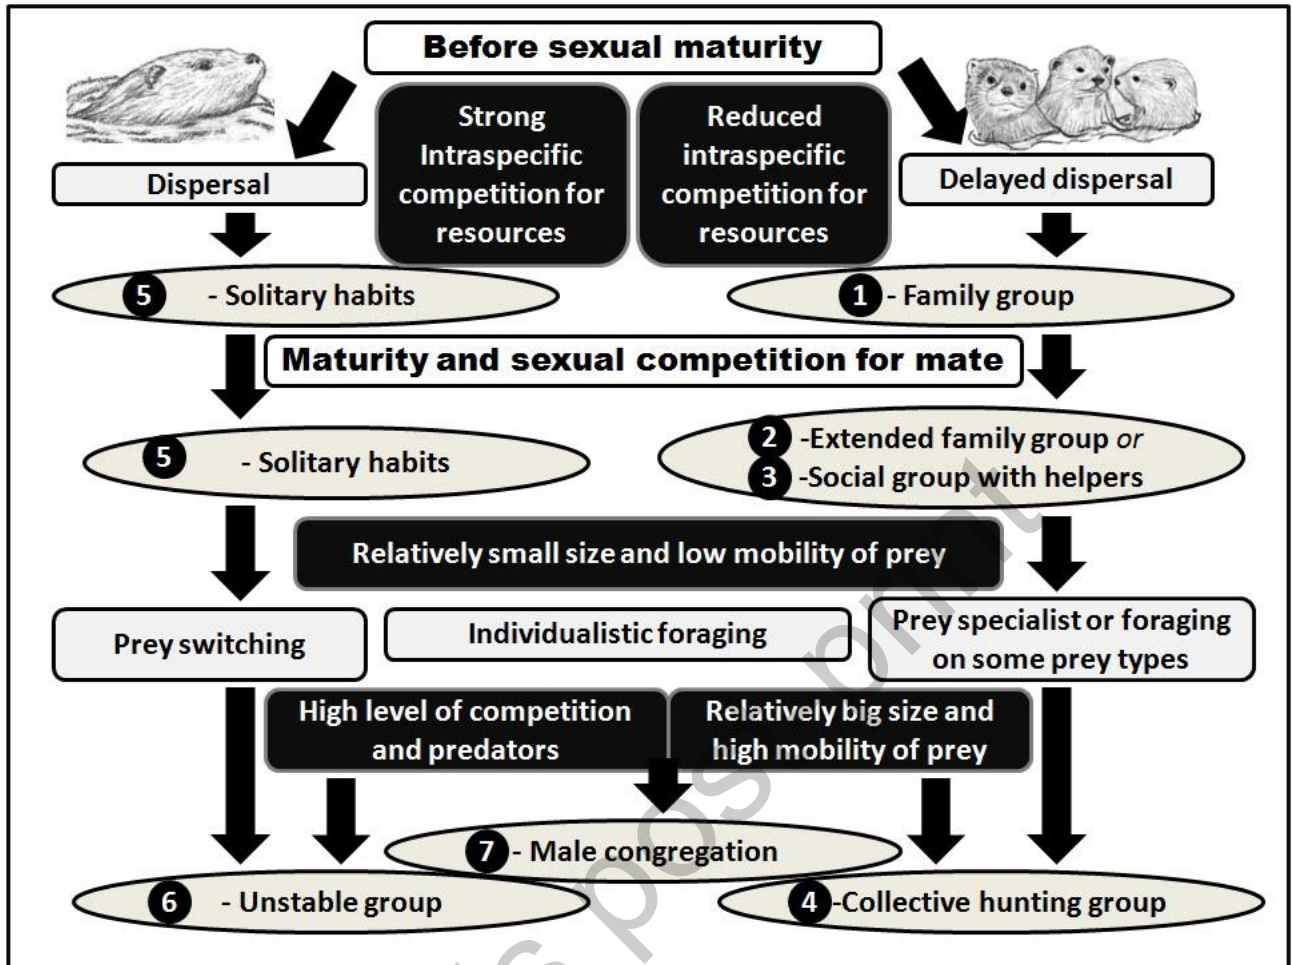 Before sexual maturity
Strong
Intraspecific
competition for
resources
Reduced
intraspecific
competition for
resources
Dispersal
Delayed dispersal
5 - Solitary habits
1 - Family group
Maturity and sexual competition for mate
5 - Solitary habits
2 -Extended family group or
3 -Social group with helpers
Relatively small size and low mobility of prey
Prey switching
Individualistic foraging
Prey specialist or foraging
on some prey types
High level of competition
and predators
Relatively big size and
high mobility of prey
7 - Male congregation
6 - Unstable group
4 -Collective hunting group
s post print